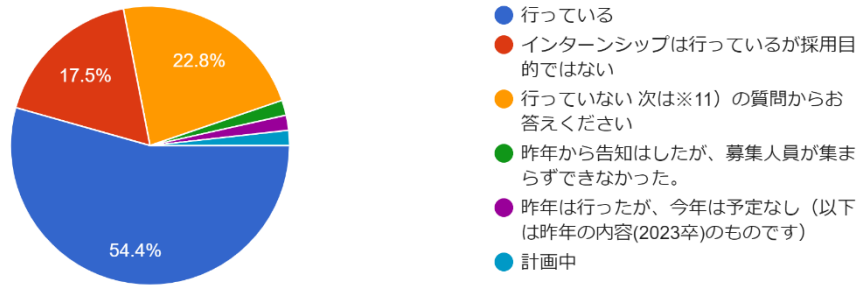 行っている
インターンシップは行っているが採用目
的ではない
行っていない 次は※11）の質問からお
答えください
昨年から告知はしたが、募集人員が集ま
らずできなかった。
昨年は行ったが、今年は予定なし（以下
は昨年の内容(2023卒)のものです）
計画中
22.8%
17.5%
54.4%